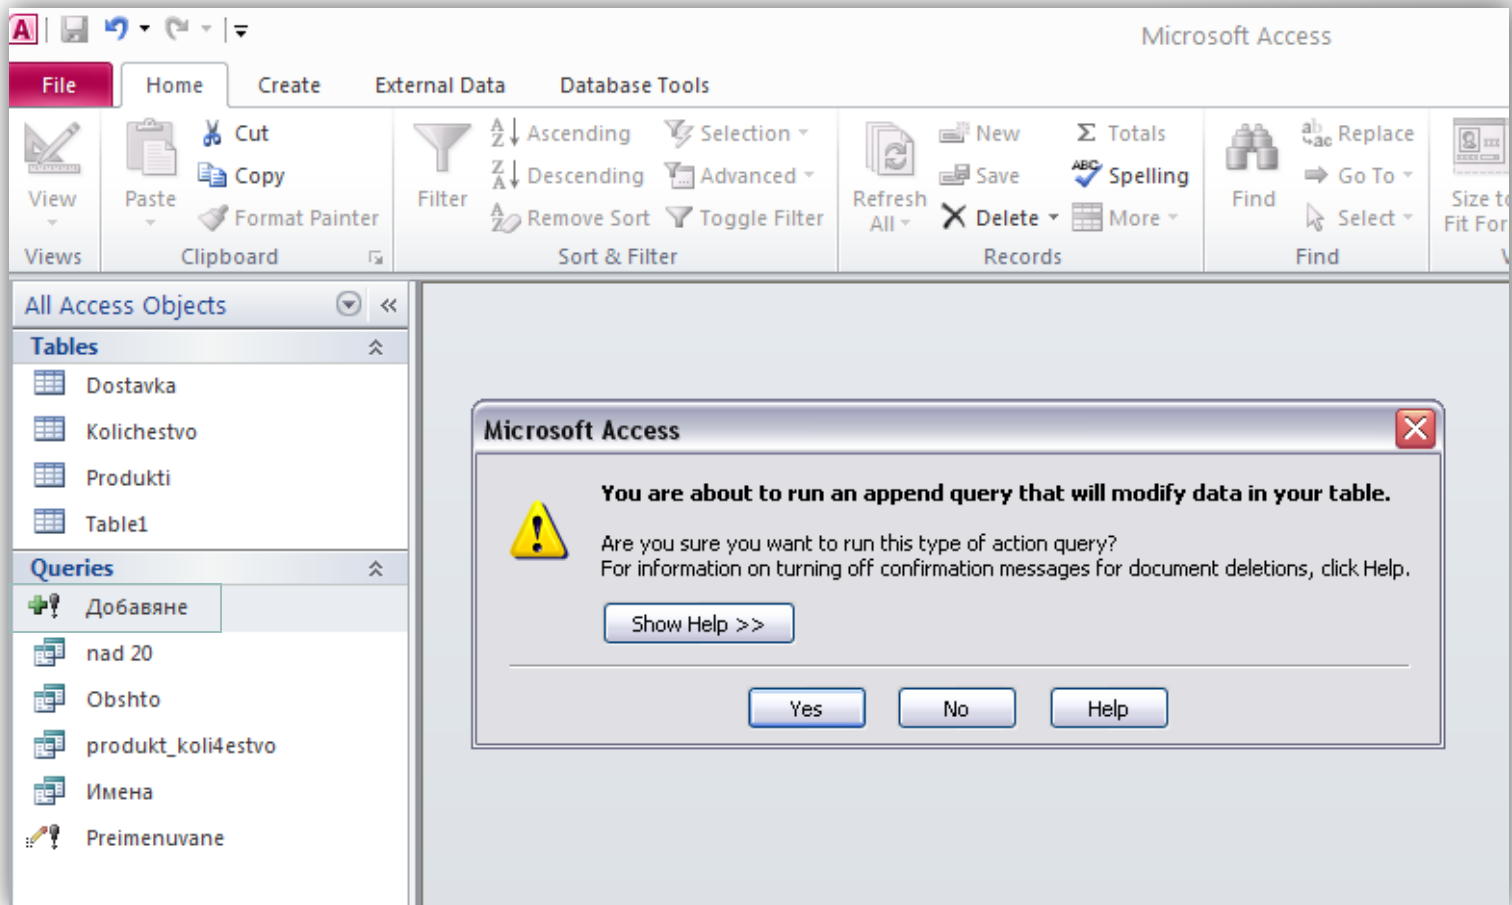 Microsoft Access
File Home Create External Data Database Tools
View
Views
Paste
Cut
Copy
Format Painter
Clipboard
Filter
Ascending
Descending
Remove Sort
Selection
Advanced
Toggle Filter
Sort & Filter
Refresh
All
New
Save
Delete
Totals
Spelling
More
Records
Find
Replace
Go To
Select
Find
Size to
Fit For
All Access Objects
Tables
Dostavka
Kolichestvo
Produkti
Table1
Queries
Добавяне
nad 20
Obshto
produkt_koli4estvo
Имена
Preimenuvane
Microsoft Access
You are about to run an append query that will modify data in your table.
Are you sure you want to run this type of action query?
For information on turning off confirmation messages for document deletions, click Help.
Show Help >>
Yes No Help